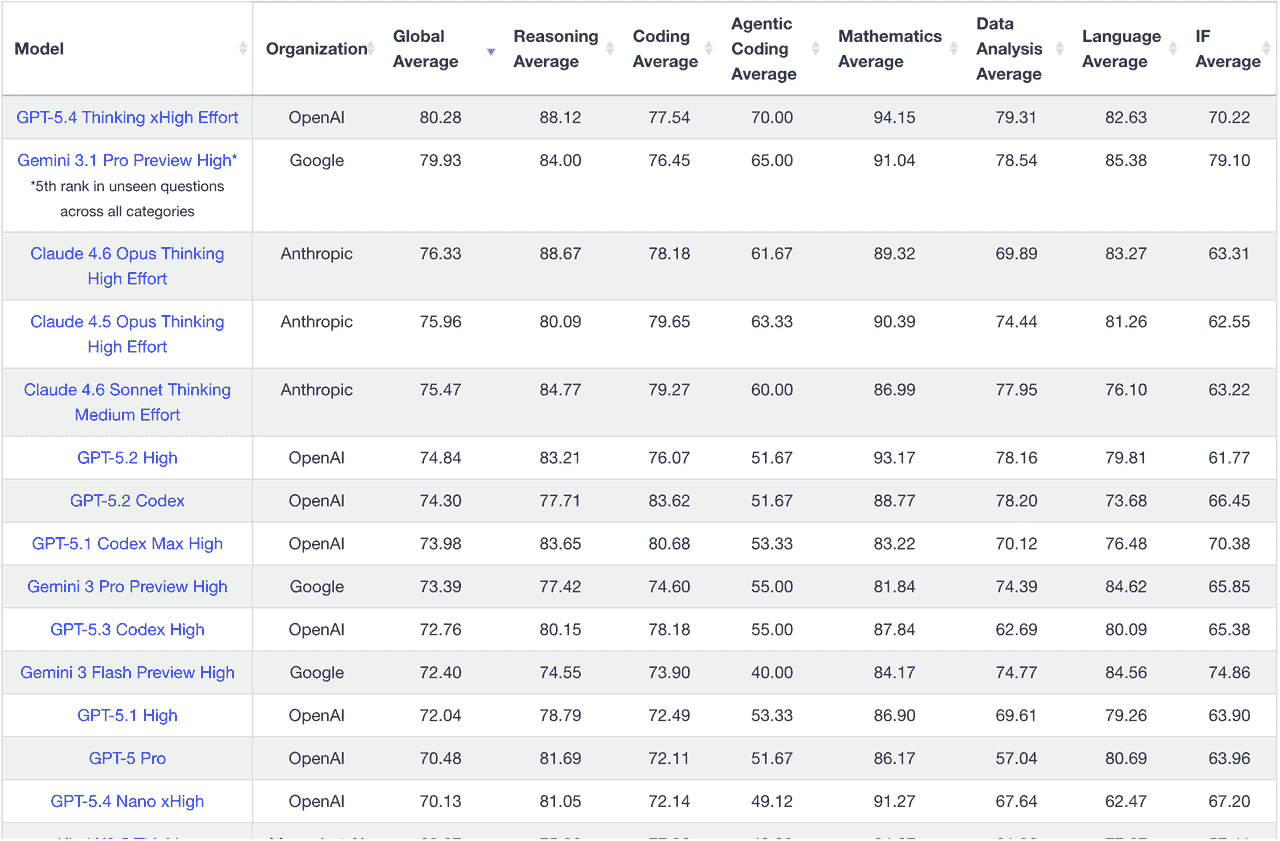 Model Organization Global Average Reasoning Average Coding Average Agentic Coding Average Mathematics Average Data Analysis Average Language Average IF Average
GPT-5.4 Thinking xHigh Effort OpenAI 80.28 88.12 77.54 70.00 94.15 79.31 82.63 70.22
Gemini 3.1 Pro Preview High* Google 79.93 84.00 76.45 65.00 91.04 78.54 85.38 79.10
*5th rank in unseen questions
across all categories
Claude 4.6 Opus Thinking High Effort Anthropic 76.33 88.67 78.18 61.67 89.32 69.89 83.27 63.31
Claude 4.5 Opus Thinking High Effort Anthropic 75.96 80.09 79.65 63.33 90.39 74.44 81.26 62.55
Claude 4.6 Sonnet Thinking Medium Effort Anthropic 75.47 84.77 79.27 60.00 86.99 77.95 76.10 63.22
GPT-5.2 High OpenAI 74.84 83.21 76.07 51.67 93.17 78.16 79.81 61.77
GPT-5.2 Codex OpenAI 74.30 77.71 83.62 51.67 88.77 78.20 73.68 66.45
GPT-5.1 Codex Max High OpenAI 73.98 83.65 80.68 53.33 83.22 70.12 76.48 70.38
Gemini 3 Pro Preview High Google 73.39 77.42 74.60 55.00 81.84 74.39 84.62 65.85
GPT-5.3 Codex High OpenAI 72.76 80.15 78.18 55.00 87.84 62.69 80.09 65.38
Gemini 3 Flash Preview High Google 72.40 74.55 73.90 40.00 84.17 74.77 84.56 74.86
GPT-5.1 High OpenAI 72.04 78.79 72.49 53.33 86.90 69.61 79.26 63.90
GPT-5 Pro OpenAI 70.48 81.69 72.11 51.67 86.17 57.04 80.69 63.96
GPT-5.4 Nano xHigh OpenAI 70.13 81.05 72.14 49.12 91.27 67.64 62.47 67.20